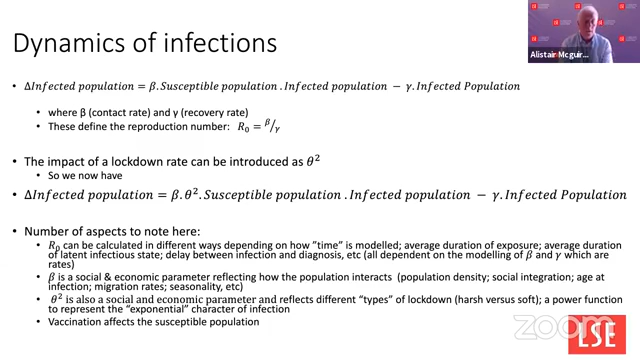 Dynamics of infections
Alistair Mcguir...
• ΔInfected population = β. Susceptible population . Infected population − γ. Infected Population
• where β (contact rate) and γ (recovery rate)
• These define the reproduction number: R₀ = β/γ
• The impact of a lockdown rate can be introduced as θ²
• So we now have
• ΔInfected population = β. θ². Susceptible population . Infected population − γ. Infected Population
• Number of aspects to note here:
• R₀ can be calculated in different ways depending on how "time" is modelled; average duration of exposure; average duration
of latent infectious state; delay between infection and diagnosis, etc (all dependent on the modelling of β and γ which are
rates)
• β is a social & economic parameter reflecting how the population interacts (population density; social integration; age at
infection; migration rates; seasonality, etc)
• θ² is also a social and economic parameter and reflects different "types" of lockdown (harsh versus soft); a power function
to represent the "exponential" character of infection
• Vaccination affects the susceptible population
zoom
LSE